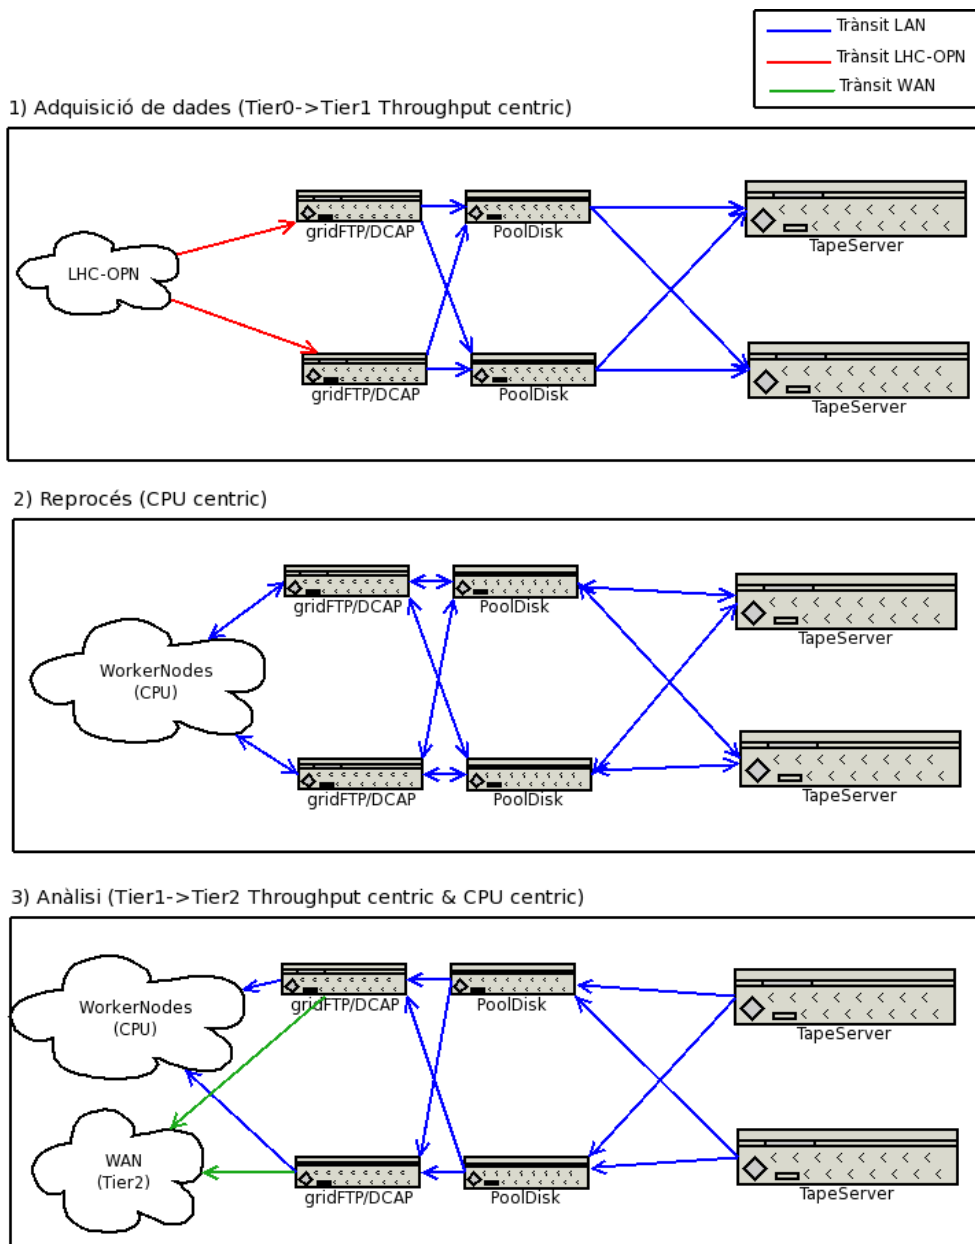 Trànsit LAN
Trànsit LHC-OPN
Trànsit WAN
1) Adquisició de dades (Tier0->Tier1 Throughput centric)
LHC-OPN
gridFTP/DCAP
PoolDisk
TapeServer
gridFTP/DCAP
PoolDisk
TapeServer
2) Reprocés (CPU centric)
WorkerNodes
(CPU)
gridFTP/DCAP
PoolDisk
TapeServer
gridFTP/DCAP
PoolDisk
TapeServer
3) Anàlisi (Tier1->Tier2 Throughput centric & CPU centric)
WorkerNodes
(CPU)
gridFTP/DCAP
PoolDisk
TapeServer
WAN
(Tier2)
gridFTP/DCAP
PoolDisk
TapeServer